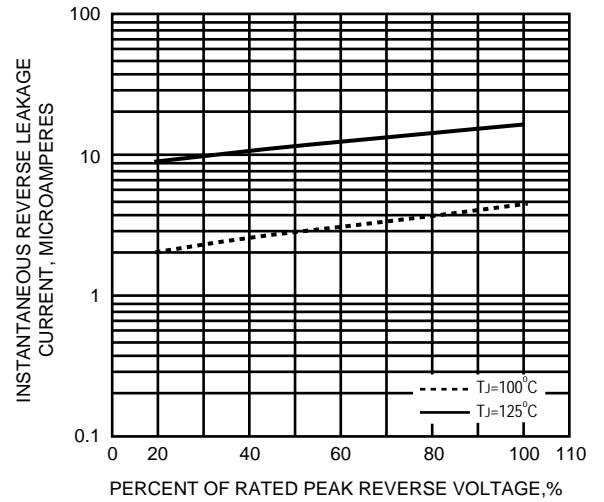 INSTANTANEOUS REVERSE LEAKAGE
CURRENT, MICROAMPERES
100
10
1
0.1
TJ=100°C
TJ=125°C
0 20 40 60 80 100 110
PERCENT OF RATED PEAK REVERSE VOLTAGE,%